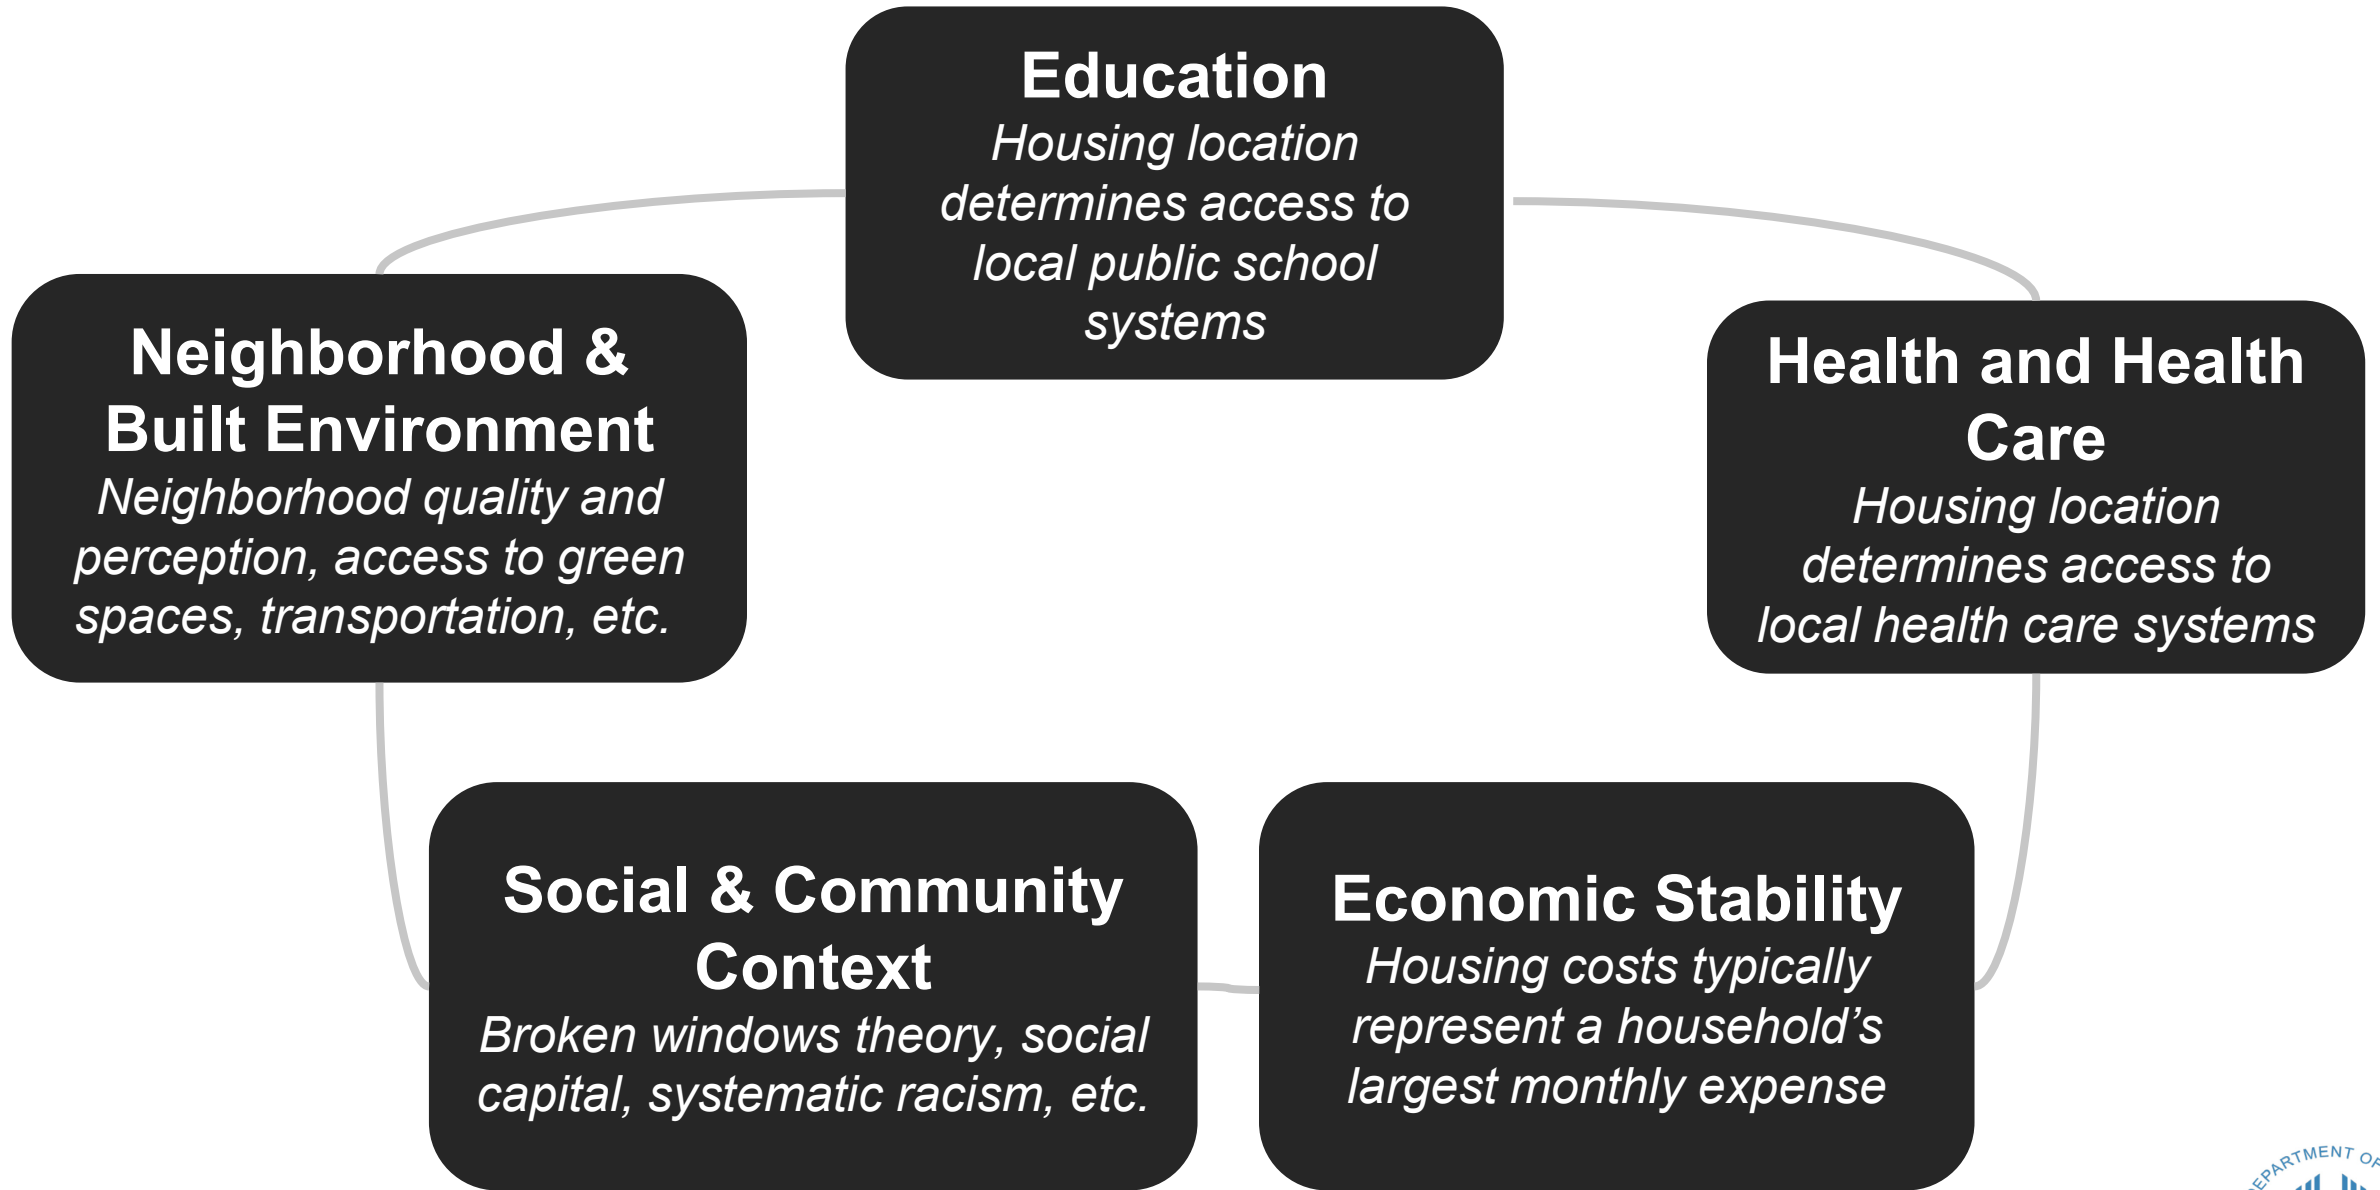 Education
Housing location
determines access to
local public school
systems
Neighborhood &
Built Environment
Neighborhood quality and
perception, access to green
spaces, transportation, etc.
Health and Health
Care
Housing location
determines access to
local health care systems
Social & Community
Context
Broken windows theory, social
capital, systematic racism, etc.
Economic Stability
Housing costs typically
represent a household’s
largest monthly expense
DEPARTMENT OF